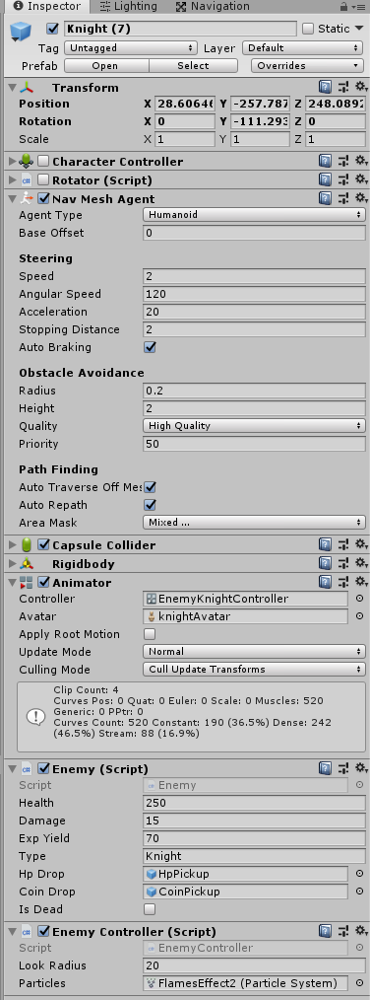 Inspector Lighting Navigation
Knight (7) Static
Tag Untagged Layer Default
Prefab Open Select Overrides
Transform
Position X 28.60646 Y -257.787 Z 248.0892
Rotation X 0 Y -111.293 Z 0
Scale X 1 Y 1 Z 1
Character Controller
Rotator (Script)
Nav Mesh Agent
Agent Type Humanoid
Base Offset 0
Steering
Speed 2
Angular Speed 120
Acceleration 20
Stopping Distance 2
Auto Braking
Obstacle Avoidance
Radius 0.2
Height 2
Quality High Quality
Priority 50
Path Finding
Auto Traverse Off Mes
Auto Repath
Area Mask Mixed ...
Capsule Collider
Rigidbody
Animator
Controller EnemyKnightController
Avatar knightAvatar
Apply Root Motion
Update Mode Normal
Culling Mode Cull Update Transforms
Clip Count: 4
Curves Pos: 0 Quat: 0 Euler: 0 Scale: 0 Muscles: 520
Generic: 0 PPtr: 0
Curves Count: 520 Constant: 190 (36.5%) Dense: 242
(46.5%) Stream: 88 (16.9%)
Enemy (Script)
Script Enemy
Health 250
Damage 15
Exp Yield 70
Type Knight
Hp Drop HpPickup
Coin Drop CoinPickup
Is Dead
Enemy Controller (Script)
Script EnemyController
Look Radius 20
Particles FlamesEffect2 (Particle System)